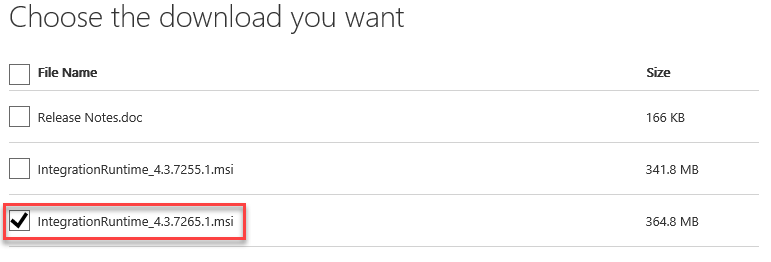 Choose the download you want
File Name Size
Release Notes.doc 166 KB
IntegrationRuntime_4.3.7255.1.msi 341.8 MB
IntegrationRuntime_4.3.7265.1.msi 364.8 MB